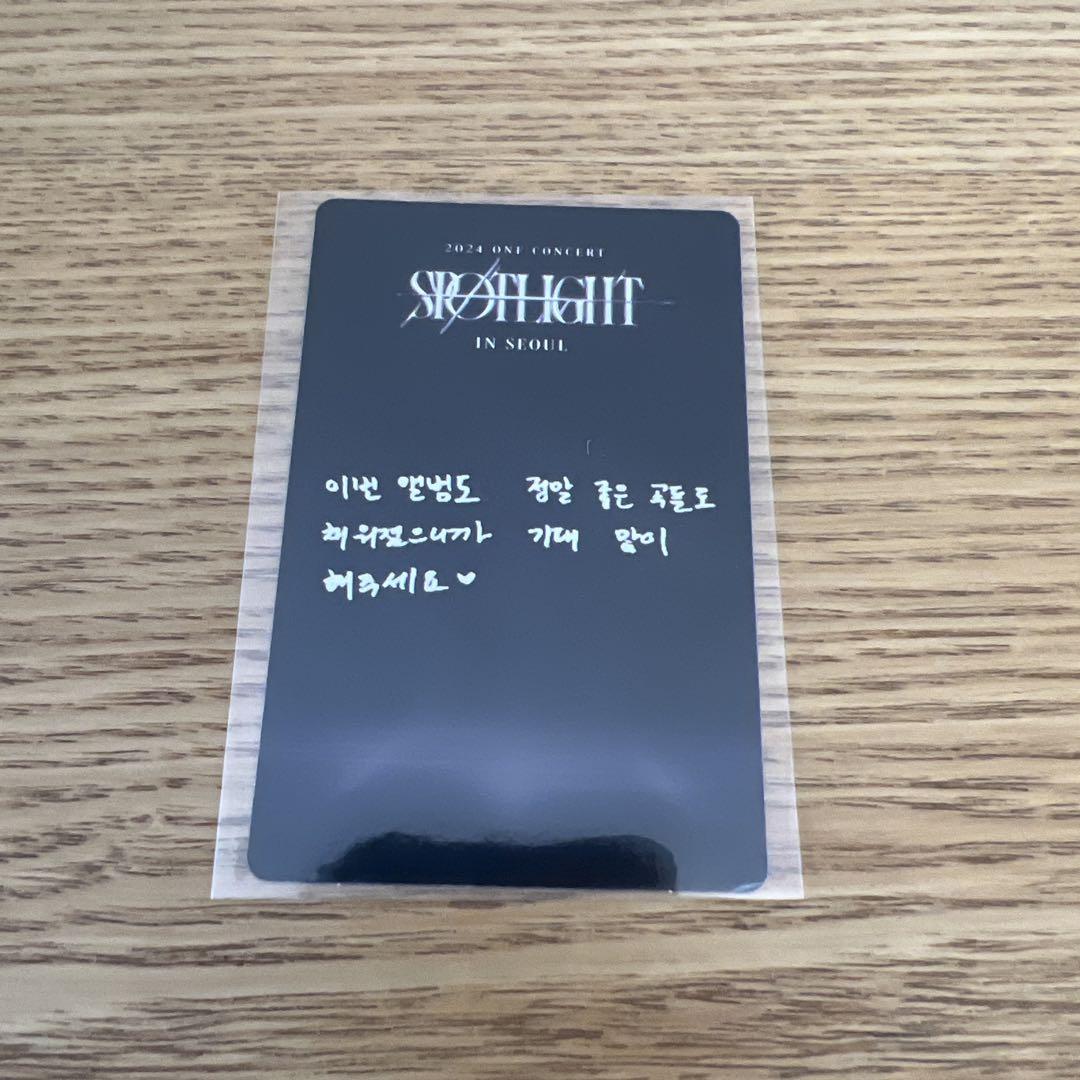 2024 ONF CONCERT
SPOTLIGHT
IN SEOUL
이번 앨범도 정말 좋은 곡들로
채워졌으니까 기대 많이
해주세요♥